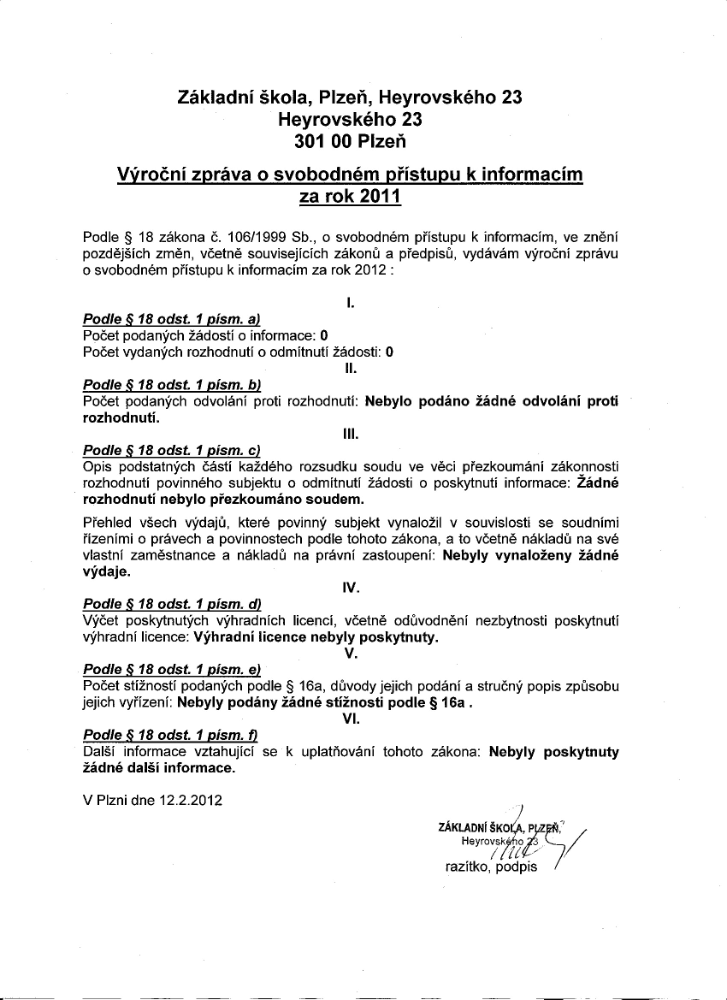 Základní škola, Plzeň, Heyrovského 23
Heyrovského 23
301 00 Plzeň
Výroční zpráva o svobodném přístupu k informacím
za rok 2011
Podle § 18 zákona č. 106/1999 Sb., o svobodném přístupu k informacím, ve znění
pozdějších změn, včetně souvisejících zákonů a předpisů, vydávám výroční zprávu
o svobodném přístupu k informacím za rok 2012 :
I.
Podle § 18 odst. 1 písm. a)
Počet podaných žádostí o informace: 0
Počet vydaných rozhodnutí o odmítnutí žádosti: 0
II.
Podle § 18 odst. 1 písm. b)
Počet podaných odvolání proti rozhodnutí: Nebylo podáno žádné odvolání proti
rozhodnutí.
III.
Podle § 18 odst. 1 písm. c)
Opis podstatných částí každého rozsudku soudu ve věci přezkoumání zákonnosti
rozhodnutí povinného subjektu o odmítnutí žádosti o poskytnutí informace: Žádné
rozhodnutí nebylo přezkoumáno soudem.
Přehled všech výdajů, které povinný subjekt vynaložil v souvislosti se soudními
řízeními o právech a povinnostech podle tohoto zákona, a to včetně nákladů na své
vlastní zaměstnance a nákladů na právní zastoupení: Nebyly vynaloženy žádné
výdaje.
IV.
Podle § 18 odst. 1 písm. d)
Výčet poskytnutých výhradních licencí, včetně odůvodnění nezbytnosti poskytnutí
výhradní licence: Výhradní licence nebyly poskytnuty.
V.
Podle § 18 odst. 1 písm. e)
Počet stížností podaných podle § 16a, důvody jejich podání a stručný popis způsobu
jejich vyřízení: Nebyly podány žádné stížnosti podle § 16a .
VI.
Podle § 18 odst. 1 písm. f)
Další informace vztahující se k uplatňování tohoto zákona: Nebyly poskytnuty
žádné další informace.
V Plzni dne 12.2.2012
ZÁKLADNÍ ŠKOLA, PLZEŇ,
Heyrovského 23
razítko, podpis